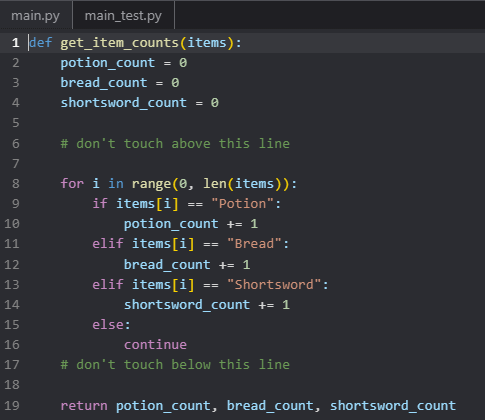 main.py main_test.py
1 def get_item_counts(items):
2     potion_count = 0
3     bread_count = 0
4     shortsword_count = 0
5
6     # don't touch above this line
7
8     for i in range(0, len(items)):
9         if items[i] == "Potion":
10             potion_count += 1
11         elif items[i] == "Bread":
12             bread_count += 1
13         elif items[i] == "Shortsword":
14             shortsword_count += 1
15         else:
16             continue
17     # don't touch below this line
18
19     return potion_count, bread_count, shortsword_count